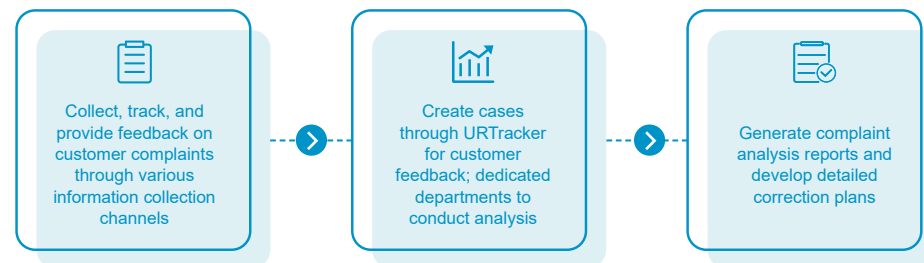 Collect, track, and
provide feedback on
customer complaints
through various
information collection
channels
Create cases
through URTracker
for customer
feedback; dedicated
departments to
conduct analysis
Generate complaint
analysis reports and
develop detailed
correction plans